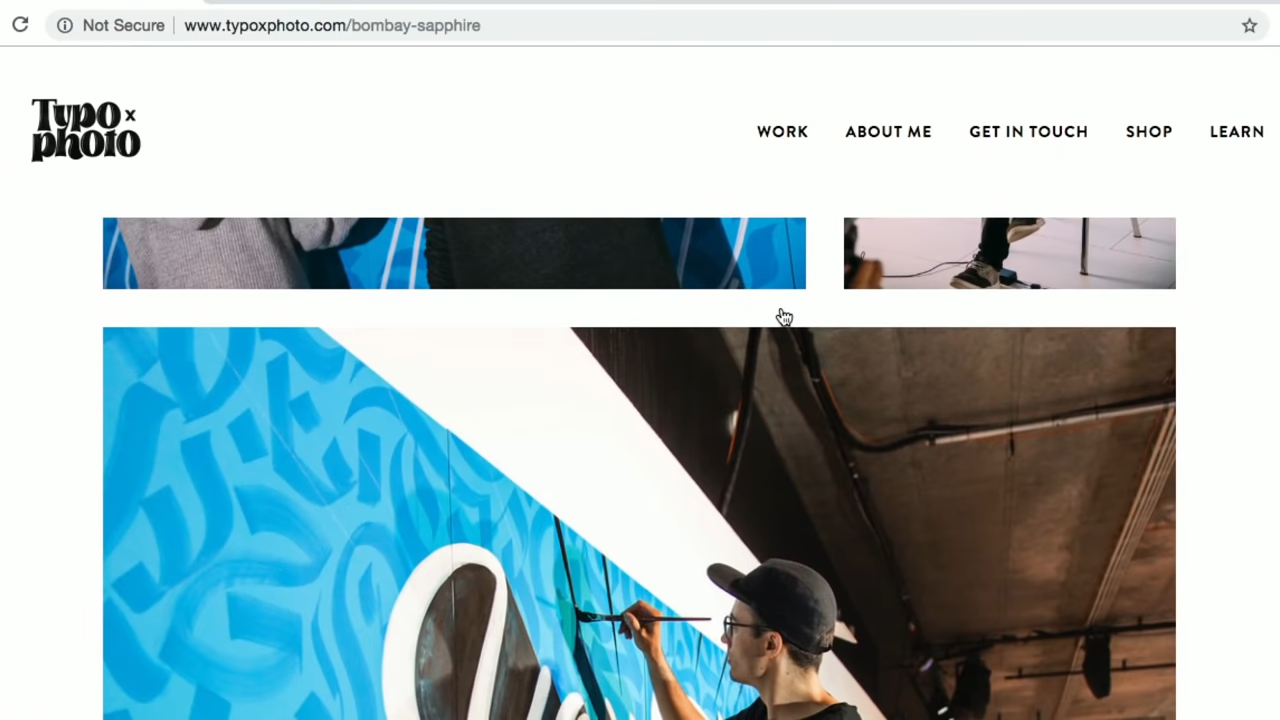 Not Secure www.typoxphoto.com/bombay-sapphire
Typo x
photo
WORK ABOUT ME GET IN TOUCH SHOP LEARN